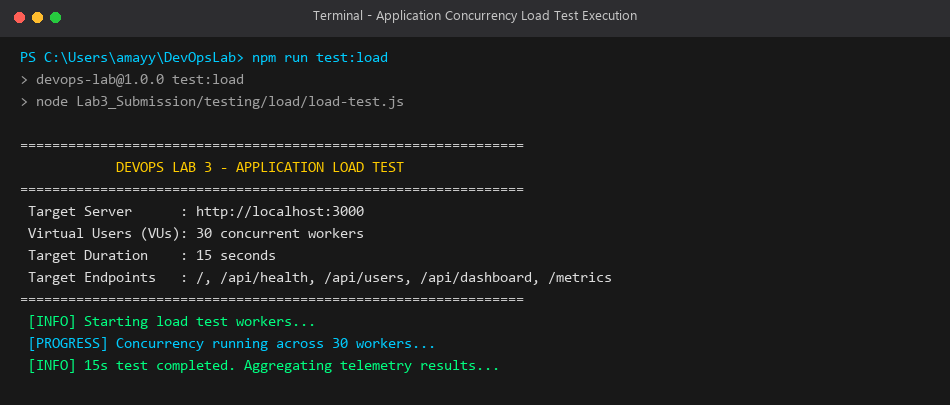 Terminal - Application Concurrency Load Test Execution
PS C:\Users\amayy\DevOpsLab> npm run test:load
> devops-lab@1.0.0 test:load
> node Lab3_Submission/testing/load/load-test.js
===============================================================
DEVOPS LAB 3 - APPLICATION LOAD TEST
===============================================================
Target Server      : http://localhost:3000
Virtual Users (VUs): 30 concurrent workers
Target Duration    : 15 seconds
Target Endpoints   : /, /api/health, /api/users, /api/dashboard, /metrics
===============================================================
[INFO] Starting load test workers...
[PROGRESS] Concurrency running across 30 workers...
[INFO] 15s test completed. Aggregating telemetry results...